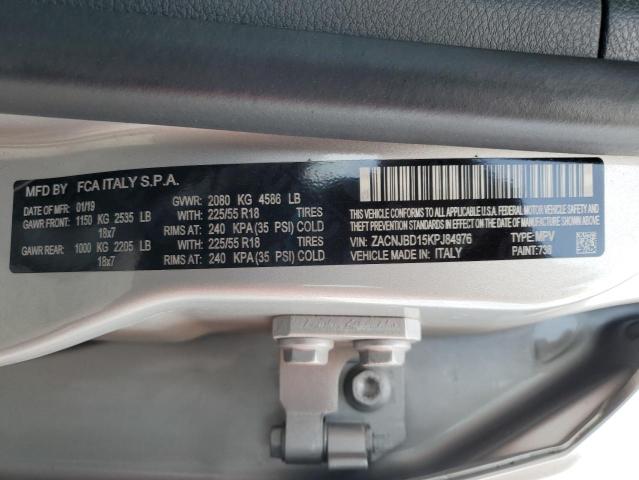 MFD BY FCA ITALY S.P.A.
DATE OF MFR: 01/19 GVWR: 2080 KG 4586 LB
GAWR FRONT: 1150 KG 2535 LB WITH 225/55 R18 TIRES
18x7 RIMS AT: 240 KPA (35 PSI) COLD
GAWR REAR: 1000 KG 2205 LB WITH 225/55 R18 TIRES
18x7 RIMS AT: 240 KPA (35 PSI) COLD
THIS VEHICLE CONFORMS TO ALL APPLICABLE
U.S.A. FEDERAL MOTOR VEHICLE SAFETY, BUMPER AND
THEFT PREVENTION STANDARDS IN EFFECT ON THE
DATE OF MANUFACTURE SHOWN ABOVE
VIN: ZACNJBD15KPJ84976 TYPE: MPV
VEHICLE MADE IN: ITALY PAINT: 738